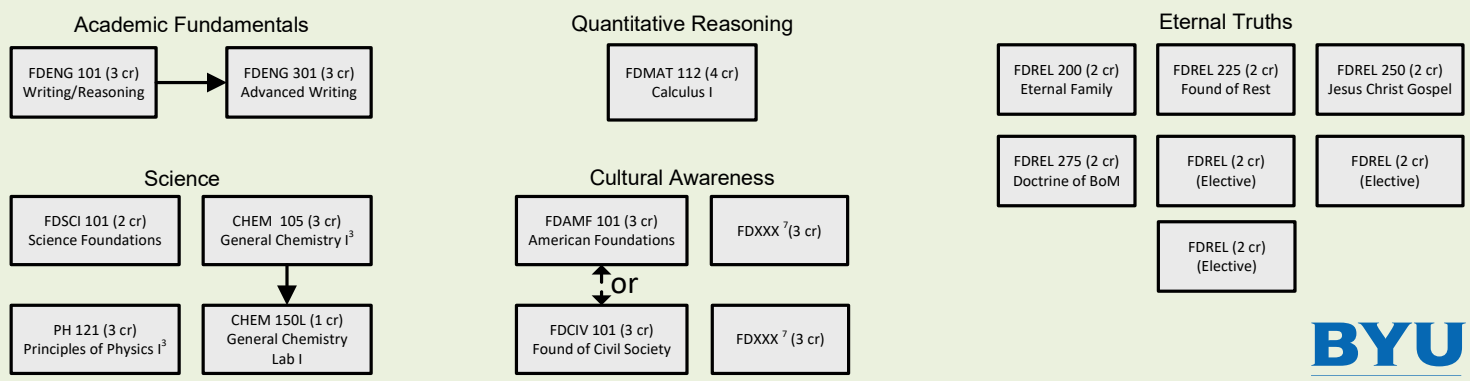 Academic Fundamentals
FDENG 101 (3 cr)
Writing/Reasoning
FDENG 301 (3 cr)
Advanced Writing
Quantitative Reasoning
FDMAT 112 (4 cr)
Calculus I
Eternal Truths
FDREL 200 (2 cr)
Eternal Family
FDREL 225 (2 cr)
Found of Rest
FDREL 250 (2 cr)
Jesus Christ Gospel
FDREL 275 (2 cr)
Doctrine of BoM
FDREL (2 cr)
(Elective)
FDREL (2 cr)
(Elective)
FDREL (2 cr)
(Elective)
Science
FDSCI 101 (2 cr)
Science Foundations
CHEM  105 (3 cr)
General Chemistry I³
PH 121 (3 cr)
Principles of Physics I³
CHEM 150L (1 cr)
General Chemistry
Lab I
Cultural Awareness
FDAMF 101 (3 cr)
American Foundations
FDXXX ⁷(3 cr)
or
FDCIV 101 (3 cr)
Found of Civil Society
FDXXX ⁷ (3 cr)
BYU